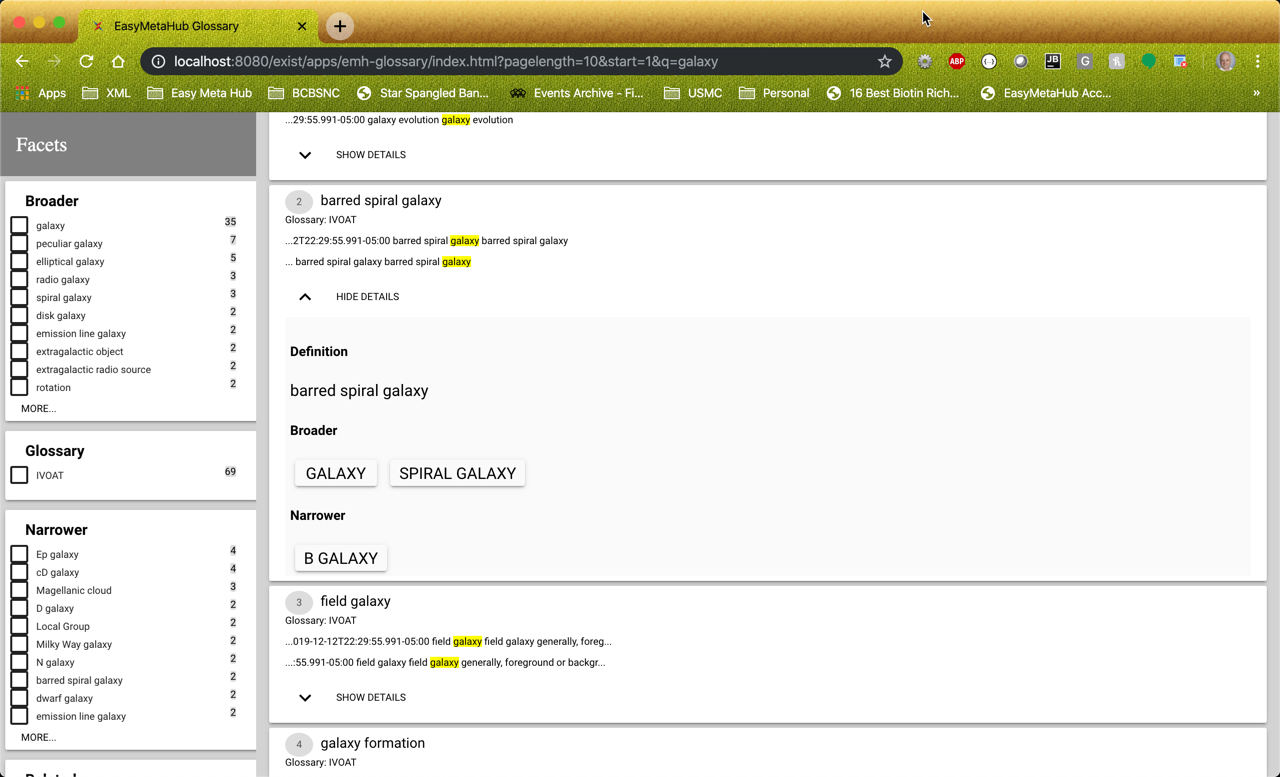 EasyMetaHub Glossary
localhost:8080/exist/apps/emh-glossary/index.html?pagelength=10&start=1&q=galaxy
ABP
JB
G
Apps
XML
Easy Meta Hub
BCBSNC
Star Spangled Ban...
Events Archive - Fi...
USMC
Personal
16 Best Biotin Rich...
EasyMetaHub Acc...
»
Facets
Broader
galaxy 35
peculiar galaxy 7
elliptical galaxy 5
radio galaxy 3
spiral galaxy 3
disk galaxy 2
emission line galaxy 2
extragalactic object 2
extragalactic radio source 2
rotation 2
MORE...
Glossary
IVOAT 69
Narrower
Ep galaxy 4
cD galaxy 4
Magellanic cloud 3
D galaxy 2
Local Group 2
Milky Way galaxy 2
N galaxy 2
barred spiral galaxy 2
dwarf galaxy 2
emission line galaxy 2
MORE...
...29:55.991-05:00 galaxy evolution galaxy evolution
SHOW DETAILS
2 barred spiral galaxy
Glossary: IVOAT
...2T22:29:55.991-05:00 barred spiral galaxy barred spiral galaxy
... barred spiral galaxy barred spiral galaxy
HIDE DETAILS
Definition
barred spiral galaxy
Broader
GALAXY SPIRAL GALAXY
Narrower
B GALAXY
3 field galaxy
Glossary: IVOAT
...019-12-12T22:29:55.991-05:00 field galaxy field galaxy generally, foreg...
...:55.991-05:00 field galaxy field galaxy generally, foreground or backgr...
SHOW DETAILS
4 galaxy formation
Glossary: IVOAT